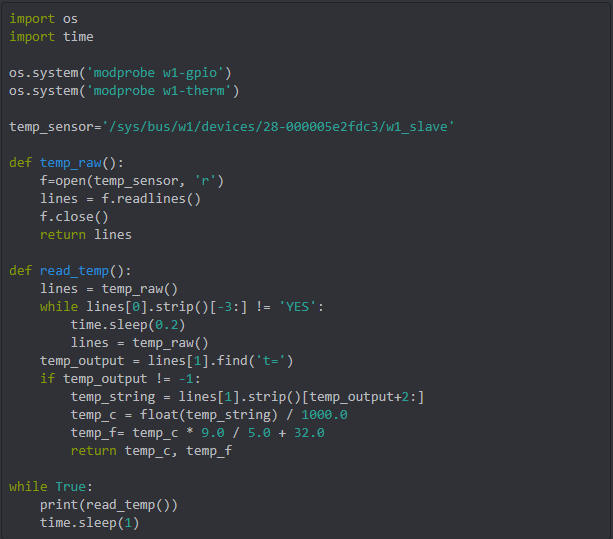 import os
import time

os.system('modprobe w1-gpio')
os.system('modprobe w1-therm')

temp_sensor='/sys/bus/w1/devices/28-000005e2fdc3/w1_slave'

def temp_raw():
    f=open(temp_sensor, 'r')
    lines = f.readlines()
    f.close()
    return lines

def read_temp():
    lines = temp_raw()
    while lines[0].strip()[-3:] != 'YES':
        time.sleep(0.2)
        lines = temp_raw()
    temp_output = lines[1].find('t=')
    if temp_output != -1:
        temp_string = lines[1].strip()[temp_output+2:]
        temp_c = float(temp_string) / 1000.0
        temp_f= temp_c * 9.0 / 5.0 + 32.0
        return temp_c, temp_f

while True:
    print(read_temp())
    time.sleep(1)